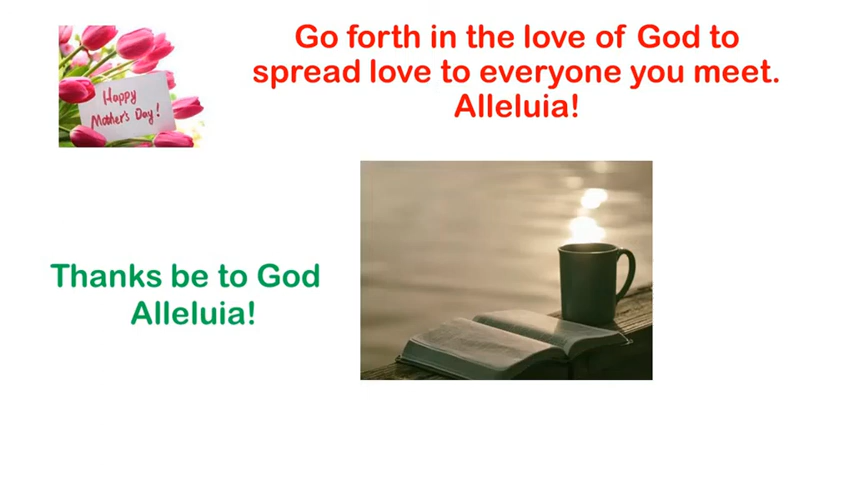 Go forth in the love of God to
spread love to everyone you meet.
Alleluia!
Happy
Mother's Day!
Thanks be to God
Alleluia!